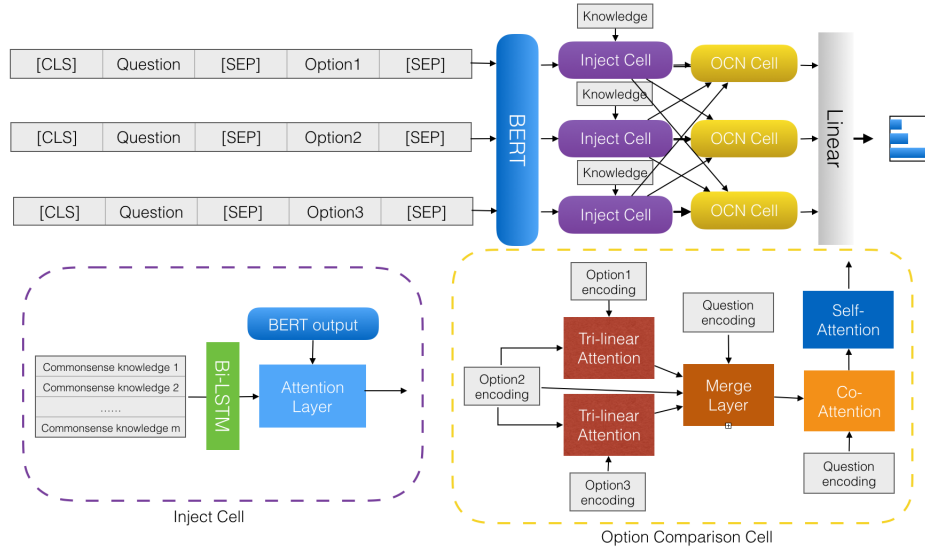 Knowledge
[CLS] Question [SEP] Option1 [SEP]
Inject Cell
OCN Cell
Knowledge
[CLS] Question [SEP] Option2 [SEP]
BERT
Inject Cell
OCN Cell
Linear
Knowledge
[CLS] Question [SEP] Option3 [SEP]
Inject Cell
OCN Cell
BERT output
Commonsense knowledge 1
Commonsense knowledge 2
......
Commonsense knowledge m
Bi-LSTM
Attention
Layer
Inject Cell
Option1
encoding
Question
encoding
Self-
Attention
Tri-linear
Attention
Option2
encoding
Merge
Layer
Co-
Attention
Tri-linear
Attention
Option3
encoding
Question
encoding
Option Comparison Cell